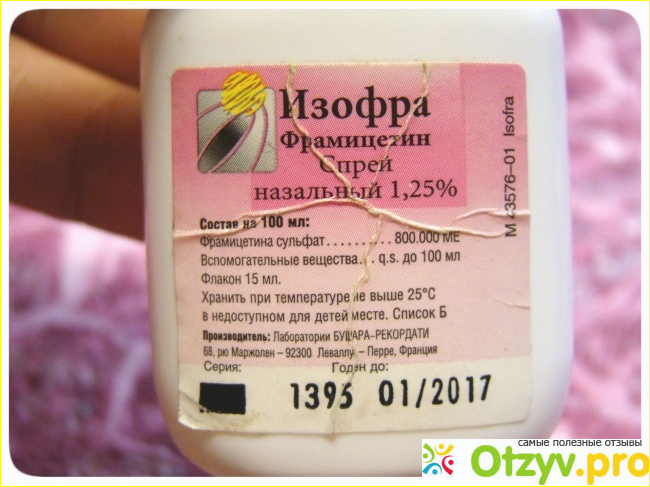 Изофра
Фрамицетин
Спрей
назальный 1,25%
Состав на 100 мл:
Фрамицетина сульфат.......... 800.000 МЕ
Вспомогательные вещества... q.s. до 100 мл
Флакон 15 мл.
Хранить при температуре не выше 25°С
в недоступном для детей месте. Список Б
Производитель: Лаборатории БУШАРА-РЕКОРДАТИ
68, рю Маржолен – 92300 Леваллуа – Перре, Франция
Серия: Годен до:
1395 01/2017
Isofra
самые полезные отзывы
Otzyv.pro